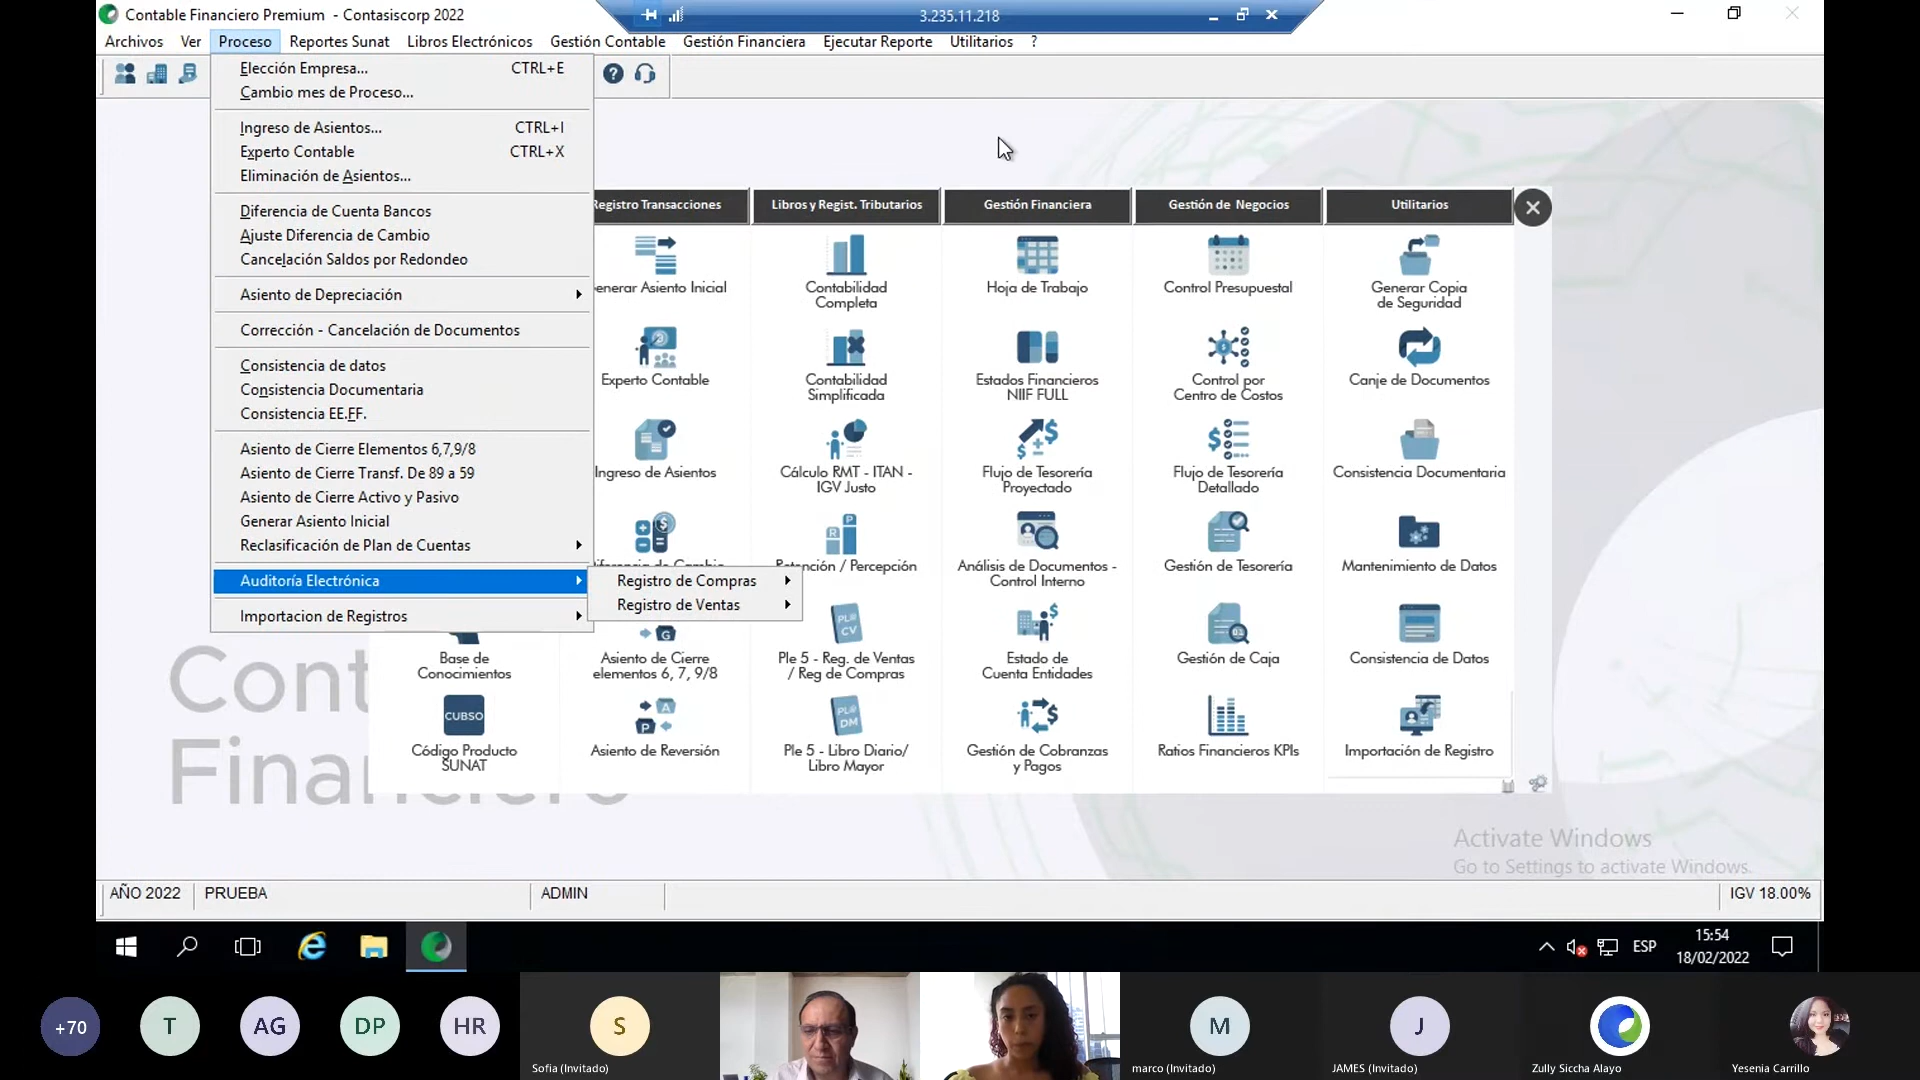 Contable Financiero Premium - Contasiscorp 2022
3.235.11.218
Archivos Ver Proceso Reportes Sunat Libros Electrónicos Gestión Contable Gestión Financiera Ejecutar Reporte Utilitarios ?
Elección Empresa... CTRL+E
Cambio mes de Proceso...
Ingreso de Asientos... CTRL+I
Experto Contable CTRL+X
Eliminación de Asientos...
Diferencia de Cuenta Bancos
Ajuste Diferencia de Cambio
Cancelación Saldos por Redondeo
Asiento de Depreciación
Corrección - Cancelación de Documentos
Consistencia de datos
Consistencia Documentaria
Consistencia EE.FF.
Asiento de Cierre Elementos 6,7,9/8
Asiento de Cierre Transf. De 89 a 59
Asiento de Cierre Activo y Pasivo
Generar Asiento Inicial
Reclasificación de Plan de Cuentas
Auditoría Electrónica
Importacion de Registros
Registro de Compras
Registro de Ventas
Registro Transacciones
Libros y Regist. Tributarios
Gestión Financiera
Gestión de Negocios
Utilitarios
enerar Asiento Inicial
Contabilidad
Completa
Hoja de Trabajo
Control Presupuestal
Generar Copia
de Seguridad
Experto Contable
Contabilidad
Simplificada
Estados Financieros
NIIF FULL
Control por
Centro de Costos
Canje de Documentos
Ingreso de Asientos
Cálculo RMT - ITAN -
IGV Justo
Flujo de Tesorería
Proyectado
Flujo de Tesorería
Detallado
Consistencia Documentaria
Diferencia de Cambio
Retención / Percepción
Análisis de Documentos -
Control Interno
Gestión de Tesorería
Mantenimiento de Datos
Base de
Conocimientos
Asiento de Cierre
elementos 6, 7, 9/8
PLE CV
Ple 5 - Reg. de Ventas
/ Reg de Compras
Estado de
Cuenta Entidades
Gestión de Caja
Consistencia de Datos
CUBSO
Código Producto
SUNAT
Asiento de Reversión
PLE DM
Ple 5 - Libro Diario/
Libro Mayor
Gestión de Cobranzas
y Pagos
Ratios Financieros KPIs
Importación de Registro
Cont
Financiero
Activate Windows
Go to Settings to activate Windows.
AÑO 2022 PRUEBA ADMIN IGV 18.00%
ESP
15:54
18/02/2022
+70 T AG DP HR S M J
Sofia (Invitado)
marco (Invitado)
JAMES (Invitado)
Zully Siccha Alayo
Yesenia Carrillo